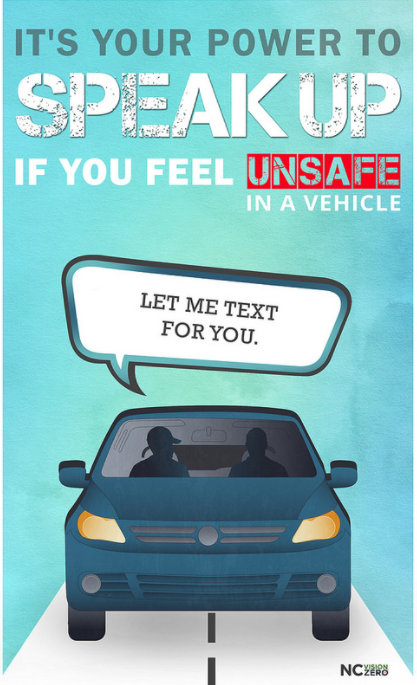 IT'S YOUR POWER TO
SPEAK UP
IF YOU FEEL UNSAFE
IN A VEHICLE
LET ME TEXT
FOR YOU.
NC VISION
ZERO